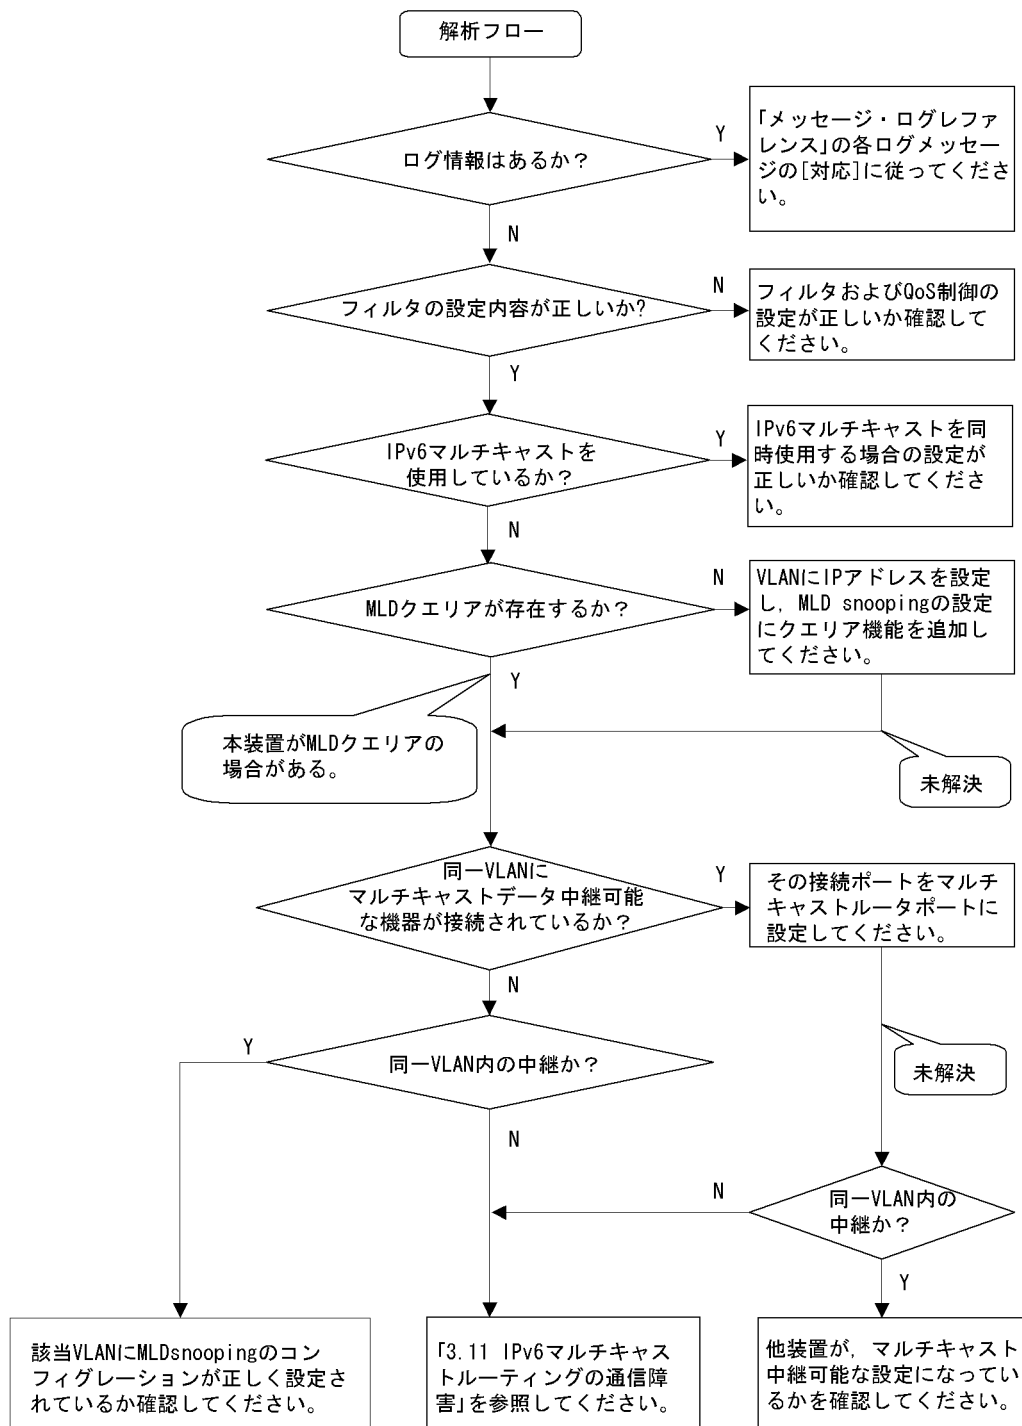 解析フロー
ログ情報はあるか？
Y
「メッセージ・ログレファ
レンス」の各ログメッセー
ジの[対応]に従ってくださ
い。
N
フィルタの設定内容が正しいか?
N
フィルタおよびQoS制御の
設定が正しいか確認して
ください。
Y
IPv6マルチキャストを
使用しているか？
Y
IPv6マルチキャストを同
時使用する場合の設定が
正しいか確認してくださ
い。
N
MLDクエリアが存在するか？
N
VLANにIPアドレスを設定
し，MLD snoopingの設定
にクエリア機能を追加し
てください。
Y
本装置がMLDクエリアの
場合がある。
未解決
同一VLANに
マルチキャストデータ中継可能
な機器が接続されているか？
Y
その接続ポートをマルチ
キャストルータポートに
設定してください。
N
同一VLAN内の中継か？
Y
未解決
N
同一VLAN内の
中継か？
N
Y
該当VLANにMLDsnoopingのコン
フィグレーションが正しく設定さ
れているか確認してください。
「3.11 IPv6マルチキャス
トルーティングの通信障
害」を参照してください。
他装置が，マルチキャスト
中継可能な設定になってい
るかを確認してください。